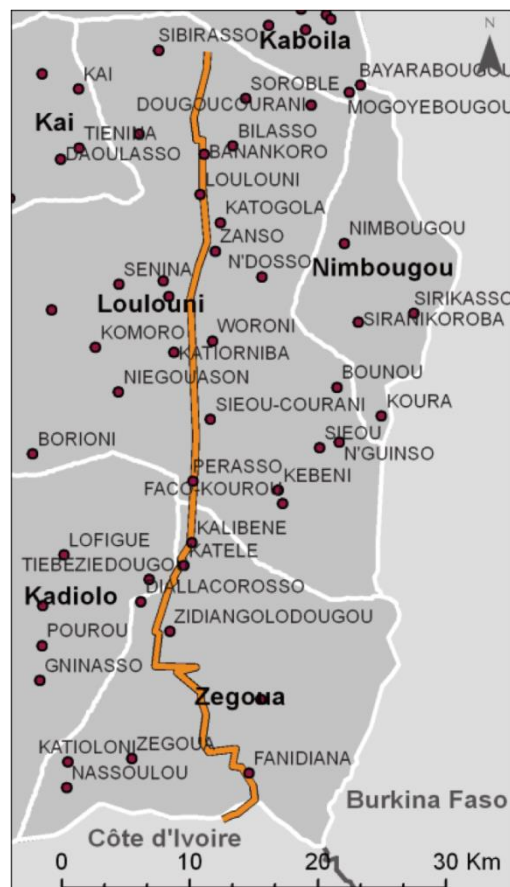 N
SIBIRASSO
Kaboila
KAI
SOROBLE
BAYARABOUGOU
DOUGOUCOURANI
MOGOYEBOUGOU
Kai
TIENINA
BILASSO
DAOULASSO
BANANKORO
LOULOUNI
KATOGOLA
ZANSO
NIMBOUGOU
N'DOSSO
Nimbougou
SENINA
Loulouni
SIRIKASSO
SIRANIKOROBA
KOMORO
WORONI
KATIORNIBA
NIEGOUASON
BOUNOU
SIEOU-COURANI
KOURA
BORIONI
SIEOU
N'GUINSO
PERASSO
KEBENI
FACO-KOUROU
KALIBENE
LOFIGUE
KATELE
TIEBEZIEDOUGOU
DIALLACOROSSO
Kadiolo
ZIDIANGOLODOUGOU
POUROU
GNINASSO
Zegoua
KATIOLONI
ZEGOUA
NASSOULOU
FANIDIANA
Burkina Faso
Côte d'Ivoire
0 10 20 30 Km